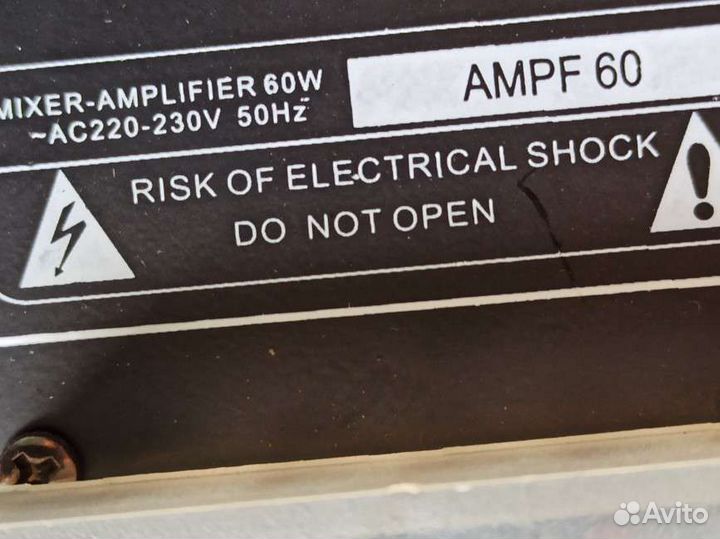 MIXER-AMPLIFIER 60W
~AC220-230V 50Hz
AMPF 60
RISK OF ELECTRICAL SHOCK
DO NOT OPEN
Avito